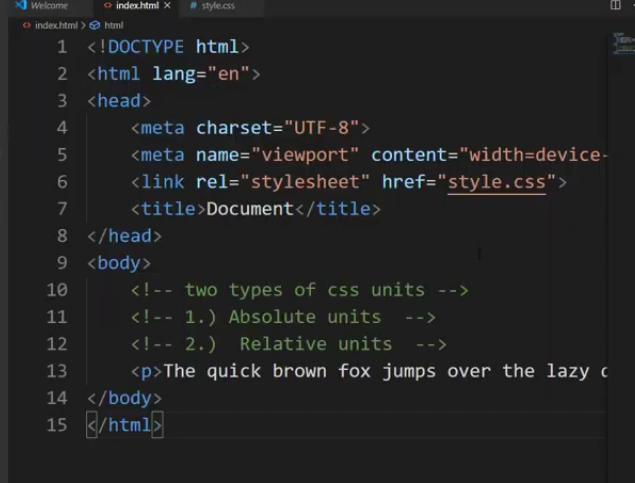 Welcome index.html × # style.css
index.html > html
1 <!DOCTYPE html>
2 <html lang="en">
3 <head>
4 <meta charset="UTF-8">
5 <meta name="viewport" content="width=device-
6 <link rel="stylesheet" href="style.css">
7 <title>Document</title>
8 </head>
9 <body>
10 <!-- two types of css units -->
11 <!-- 1.) Absolute units  -->
12 <!-- 2.)  Relative units  -->
13 <p>The quick brown fox jumps over the lazy
14 </body>
15 </html>